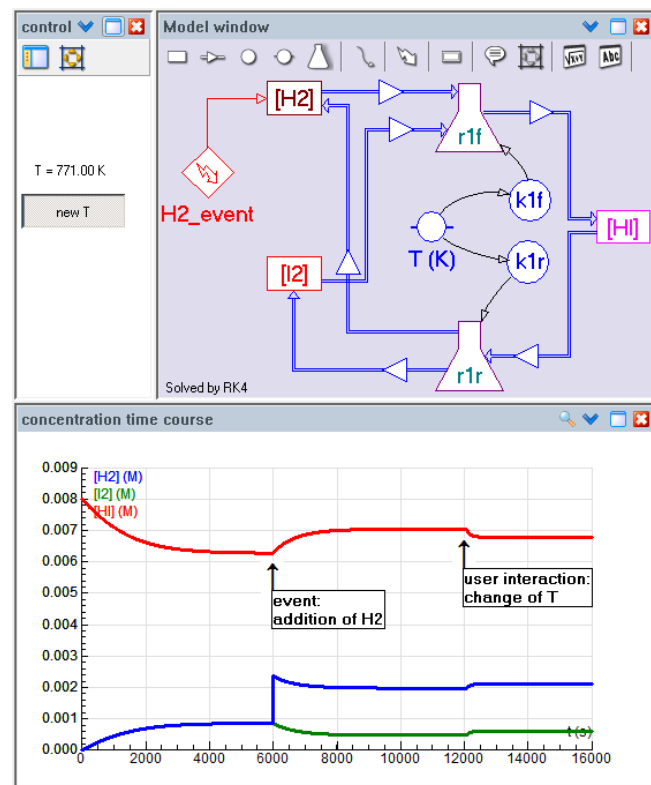 control
Model window
√x+Y
Abc
T = 771.00 K
new T
[H2]
r1f
H2_event
k1f
T (K)
[HI]
[I2]
k1r
r1r
Solved by RK4
concentration time course
0.009
[H2] (M)
[I2] (M)
[HI] (M)
0.008
0.007
0.006
0.005
0.004
0.003
0.002
0.001
0.000
user interaction:
change of T
event:
addition of H2
t (s)
0 2000 4000 6000 8000 10000 12000 14000 16000